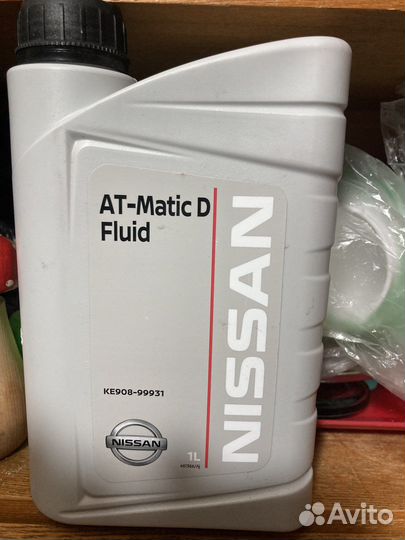 AT-Matic D
Fluid
KE908-99931
NISSAN
1L
NISSAN
Avito